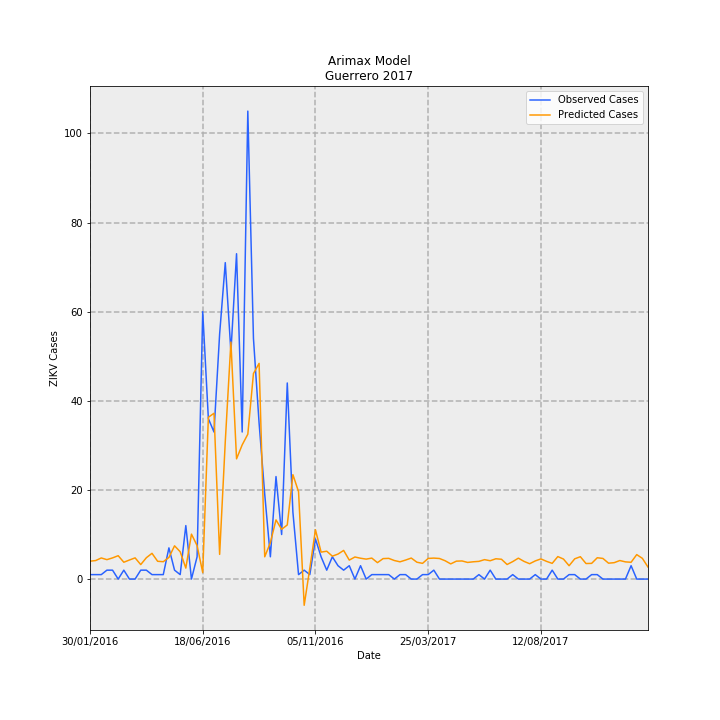 Arimax Model
Guerrero 2017
Observed Cases
Predicted Cases
ZIKV Cases
100
80
60
40
20
0
30/01/2016
18/06/2016
05/11/2016
25/03/2017
12/08/2017
Date